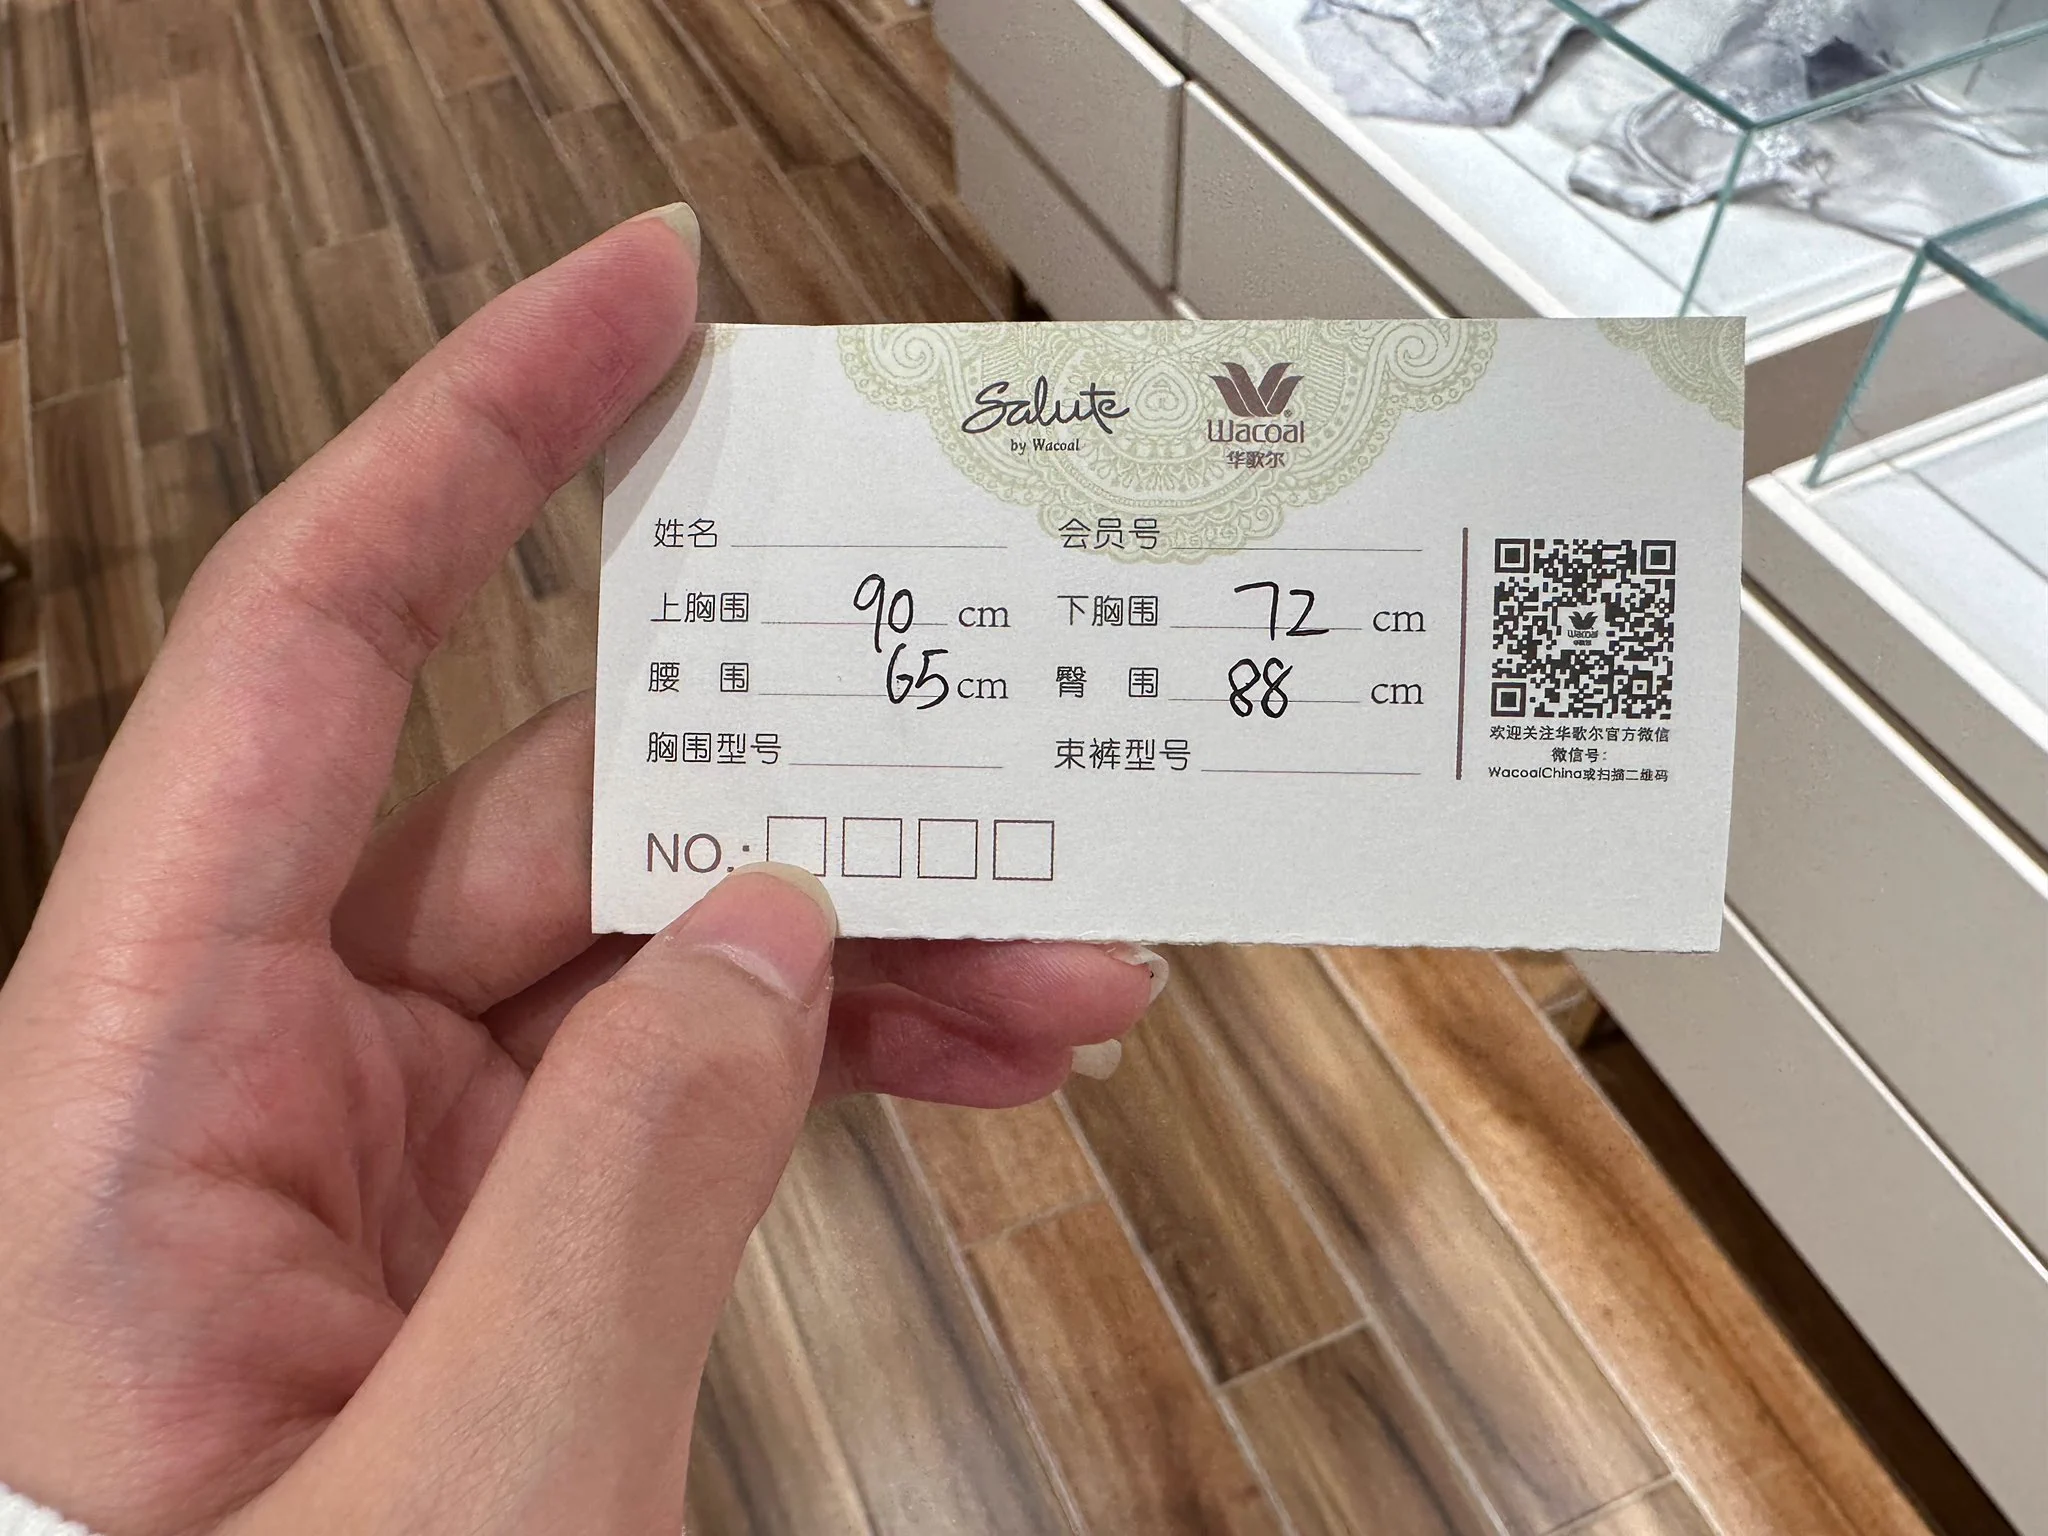 Salute
by Wacoal
Wacoal
华歌尔
姓名 会员号
上胸围 90 cm 下胸围 72 cm
腰 围 65 cm 臀 围 88 cm
胸围型号 束裤型号
NO.:
Wacoal
欢迎关注华歌尔官方微信
微信号:
WacoalChina或扫描二维码